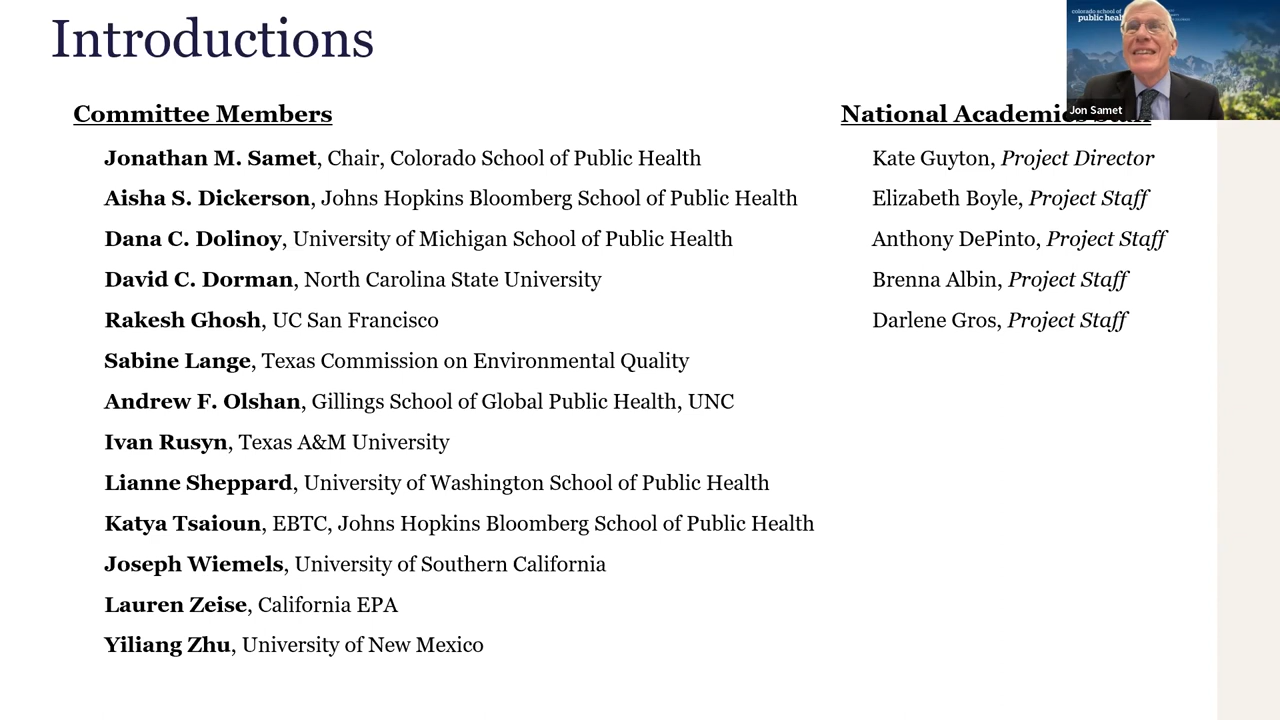 Introductions
colorado school of
public health
Jon Samet
Committee Members
Jonathan M. Samet, Chair, Colorado School of Public Health
Aisha S. Dickerson, Johns Hopkins Bloomberg School of Public Health
Dana C. Dolinoy, University of Michigan School of Public Health
David C. Dorman, North Carolina State University
Rakesh Ghosh, UC San Francisco
Sabine Lange, Texas Commission on Environmental Quality
Andrew F. Olshan, Gillings School of Global Public Health, UNC
Ivan Rusyn, Texas A&M University
Lianne Sheppard, University of Washington School of Public Health
Katya Tsaioun, EBTC, Johns Hopkins Bloomberg School of Public Health
Joseph Wiemels, University of Southern California
Lauren Zeise, California EPA
Yiliang Zhu, University of New Mexico
National Academies Staff
Kate Guyton, Project Director
Elizabeth Boyle, Project Staff
Anthony DePinto, Project Staff
Brenna Albin, Project Staff
Darlene Gros, Project Staff